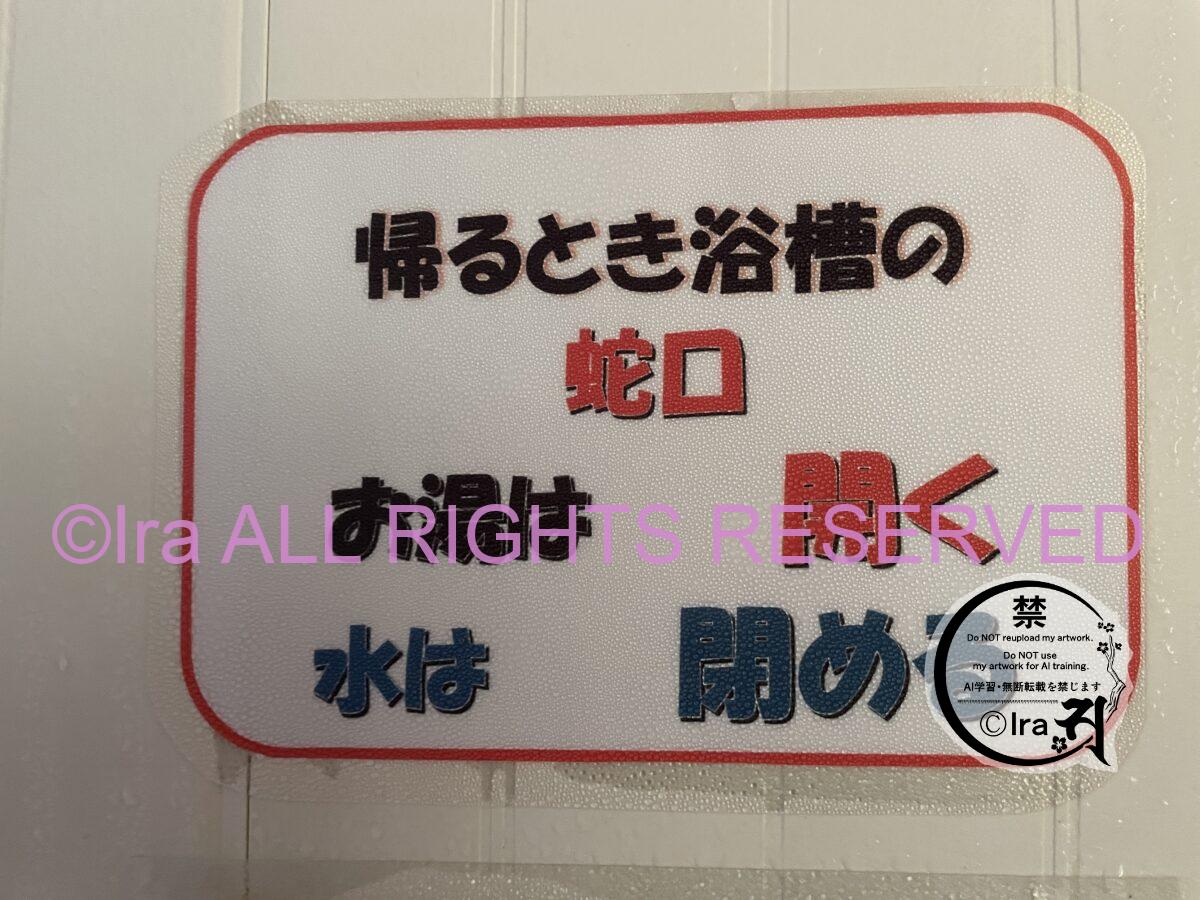 帰るとき浴槽の
蛇口
お湯は 開く
©Ira ALL RIGHTS RESERVED
水は 閉める
禁
Do NOT reupload my artwork.
Do NOT use
my artwork for AI training.
AI学習・無断転載を禁じます
©Ira